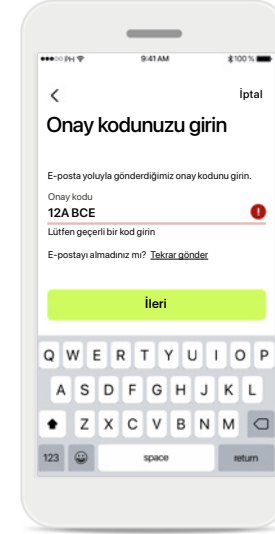 PH 9:41 AM 100 %
İptal
Onay kodunuzu girin
E-posta yoluyla gönderdiğimiz onay kodunu girin.
Onay kodu
12A BCE
Lütfen geçerli bir kod girin
E-postayı almadınız mı? Tekrar gönder
İleri
Q W E R T Y U I O P
A S D F G H J K L
Z X C V B N M
123 space return